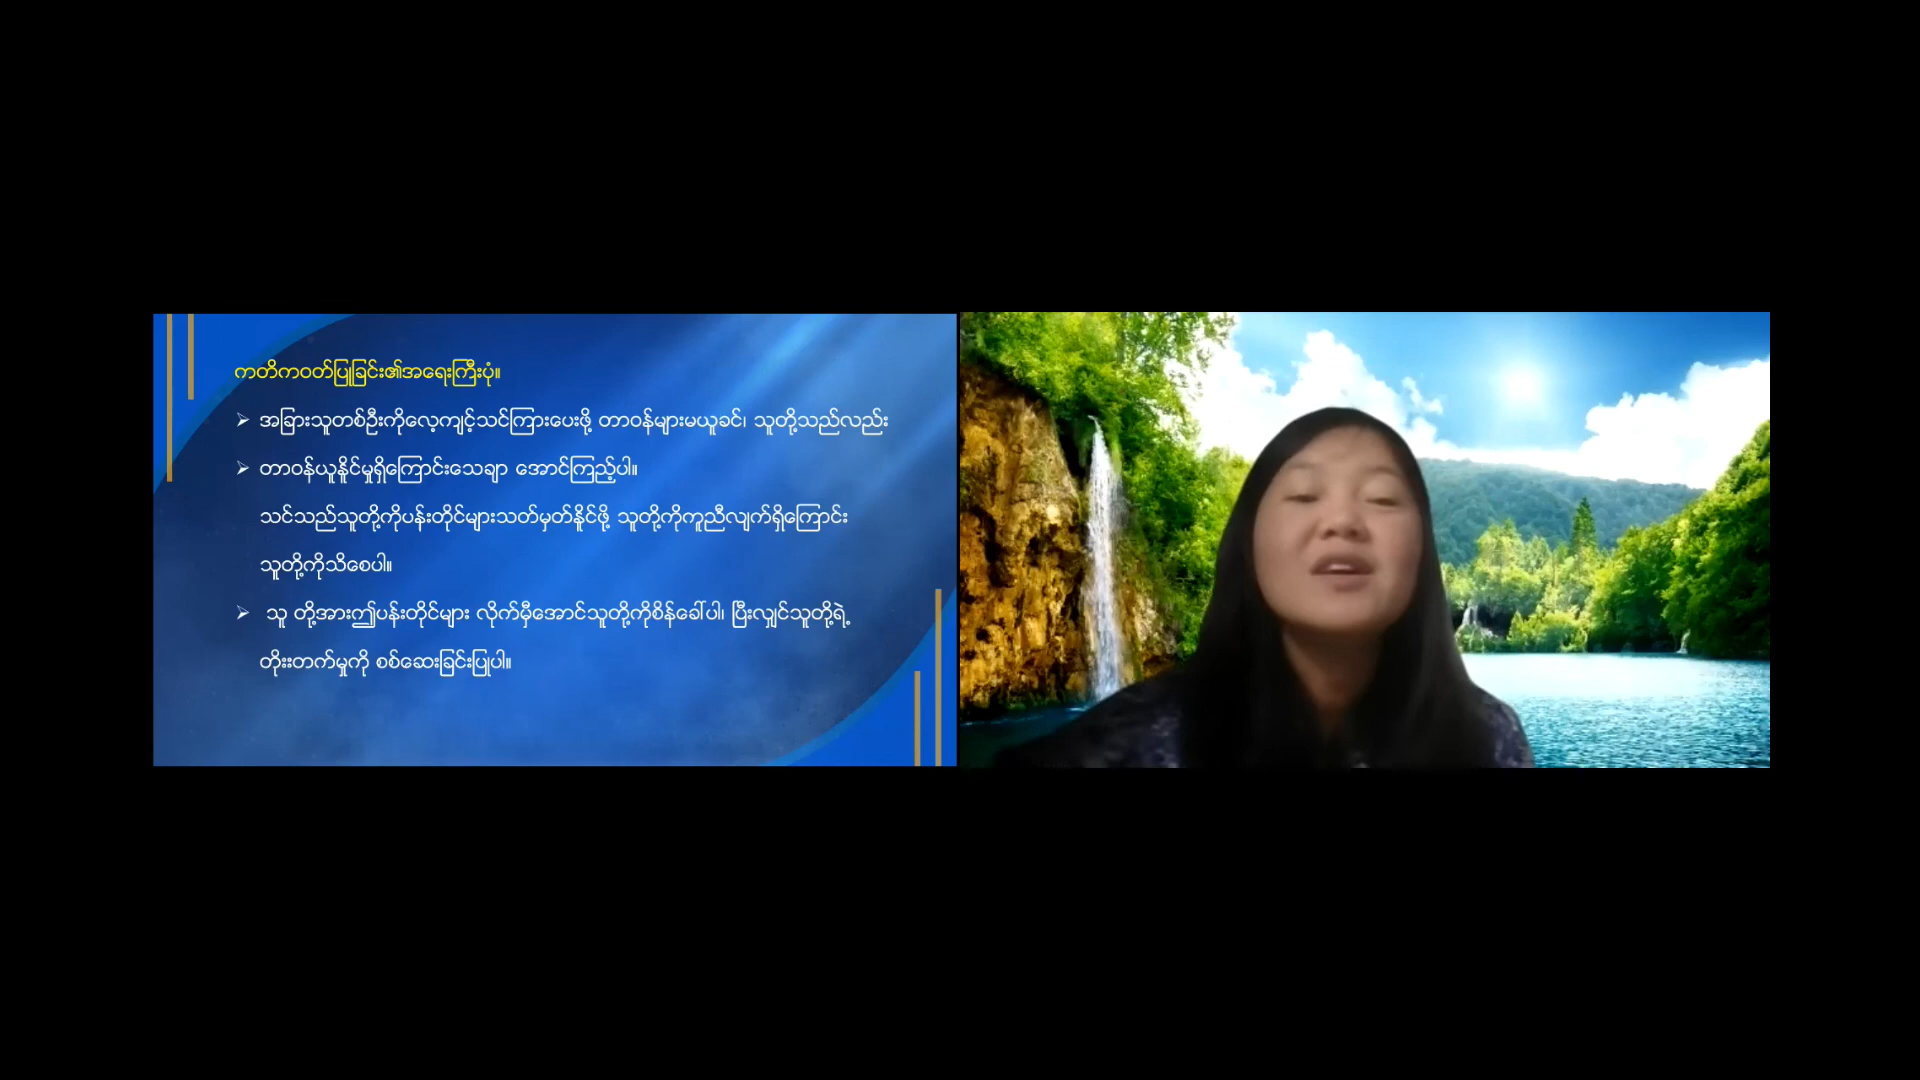 ကတိကဝတ်ပြုခြင်း၏အရေးကြီးပုံ။
အခြားသူတစ်ဦးကိုလေ့ကျင့်သင်ကြားပေးဖို့ တာဝန်များမယူခင်၊ သူတို့သည်လည်း
တာဝန်ယူနိူင်မှုရှိကြောင်းသေချာ အောင်ကြည့်ပါ။
သင်သည်သူတို့ကိုပန်းတိုင်များသတ်မှတ်နိူင်ဖို့ သူတို့ကိုကူညီလျက်ရှိကြောင်း
သူတို့ကိုသိစေပါ။
သူ တို့အားဤပန်းတိုင်များ လိုက်မှီအောင်သူတို့ကိုစိန်ခေါ်ပါ၊ ပြီးလျှင်သူတို့ရဲ့
တိုးးတက်မှုကို စစ်ဆေးခြင်းပြုပါ။